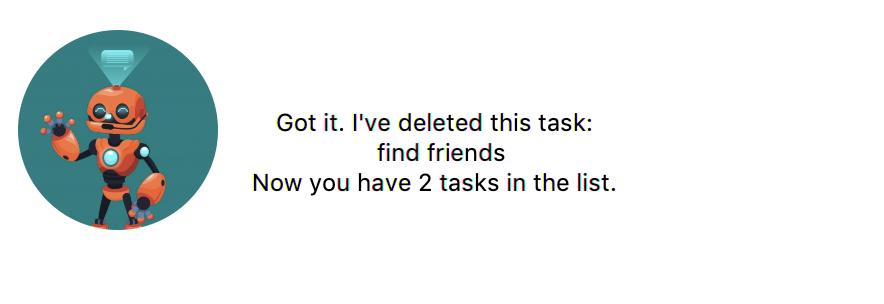 Got it. I've deleted this task:
find friends
Now you have 2 tasks in the list.